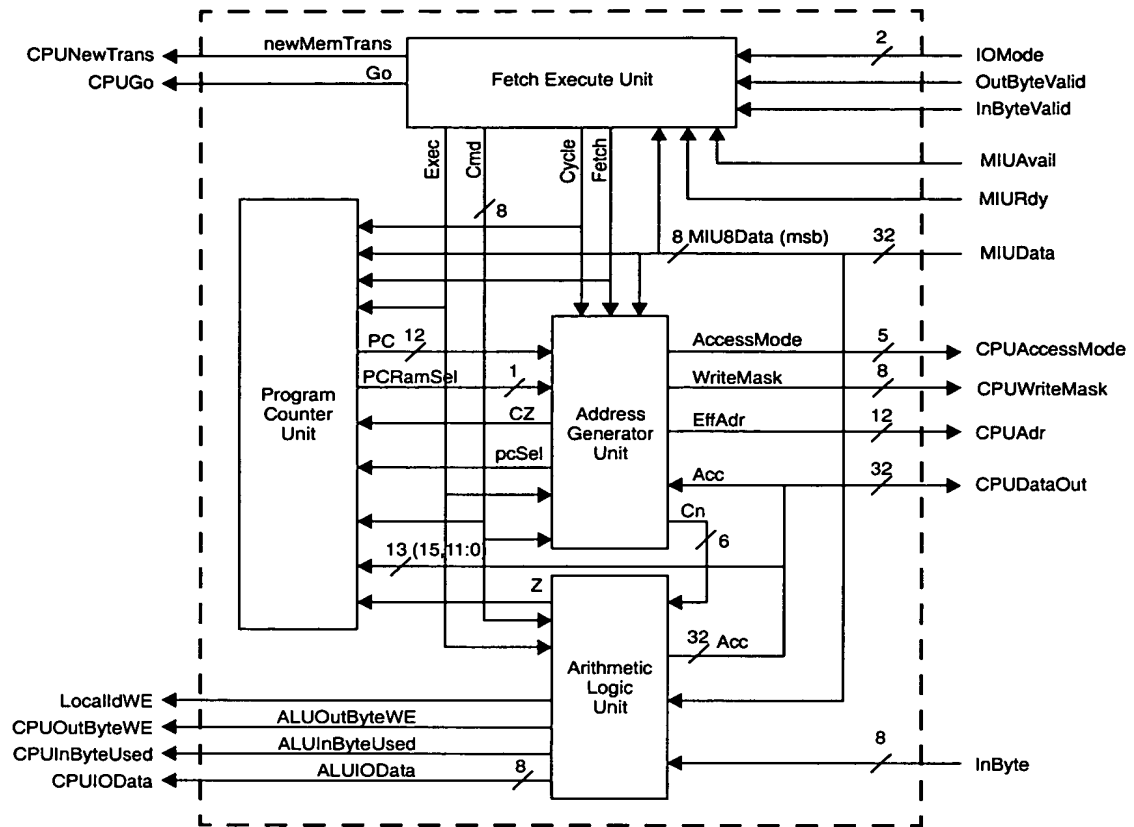 newMemTrans
CPUNewTrans
Go
CPUGo
Fetch Execute Unit
2
IOMode
OutByteValid
InByteValid
MIUAvail
MIURdy
Exec
Cmd
Cycle
Fetch
8
8 MIU8Data (msb)
32
MIUData
PC 12
PCRamSel 1
CZ
pcSel
Program
Counter
Unit
Address
Generator
Unit
AccessMode 5
CPUAccessMode
WriteMask 8
CPUWriteMask
EffAdr 12
CPUAdr
Acc 32
CPUDataOut
Cn
6
13 (15,11:0)
Z
32 Acc
Arithmetic
Logic
Unit
LocalIdWE
CPUOutByteWE
ALUOutByteWE
CPUInByteUsed
ALUInByteUsed
CPUIOData
ALUIOData 8
8
InByte